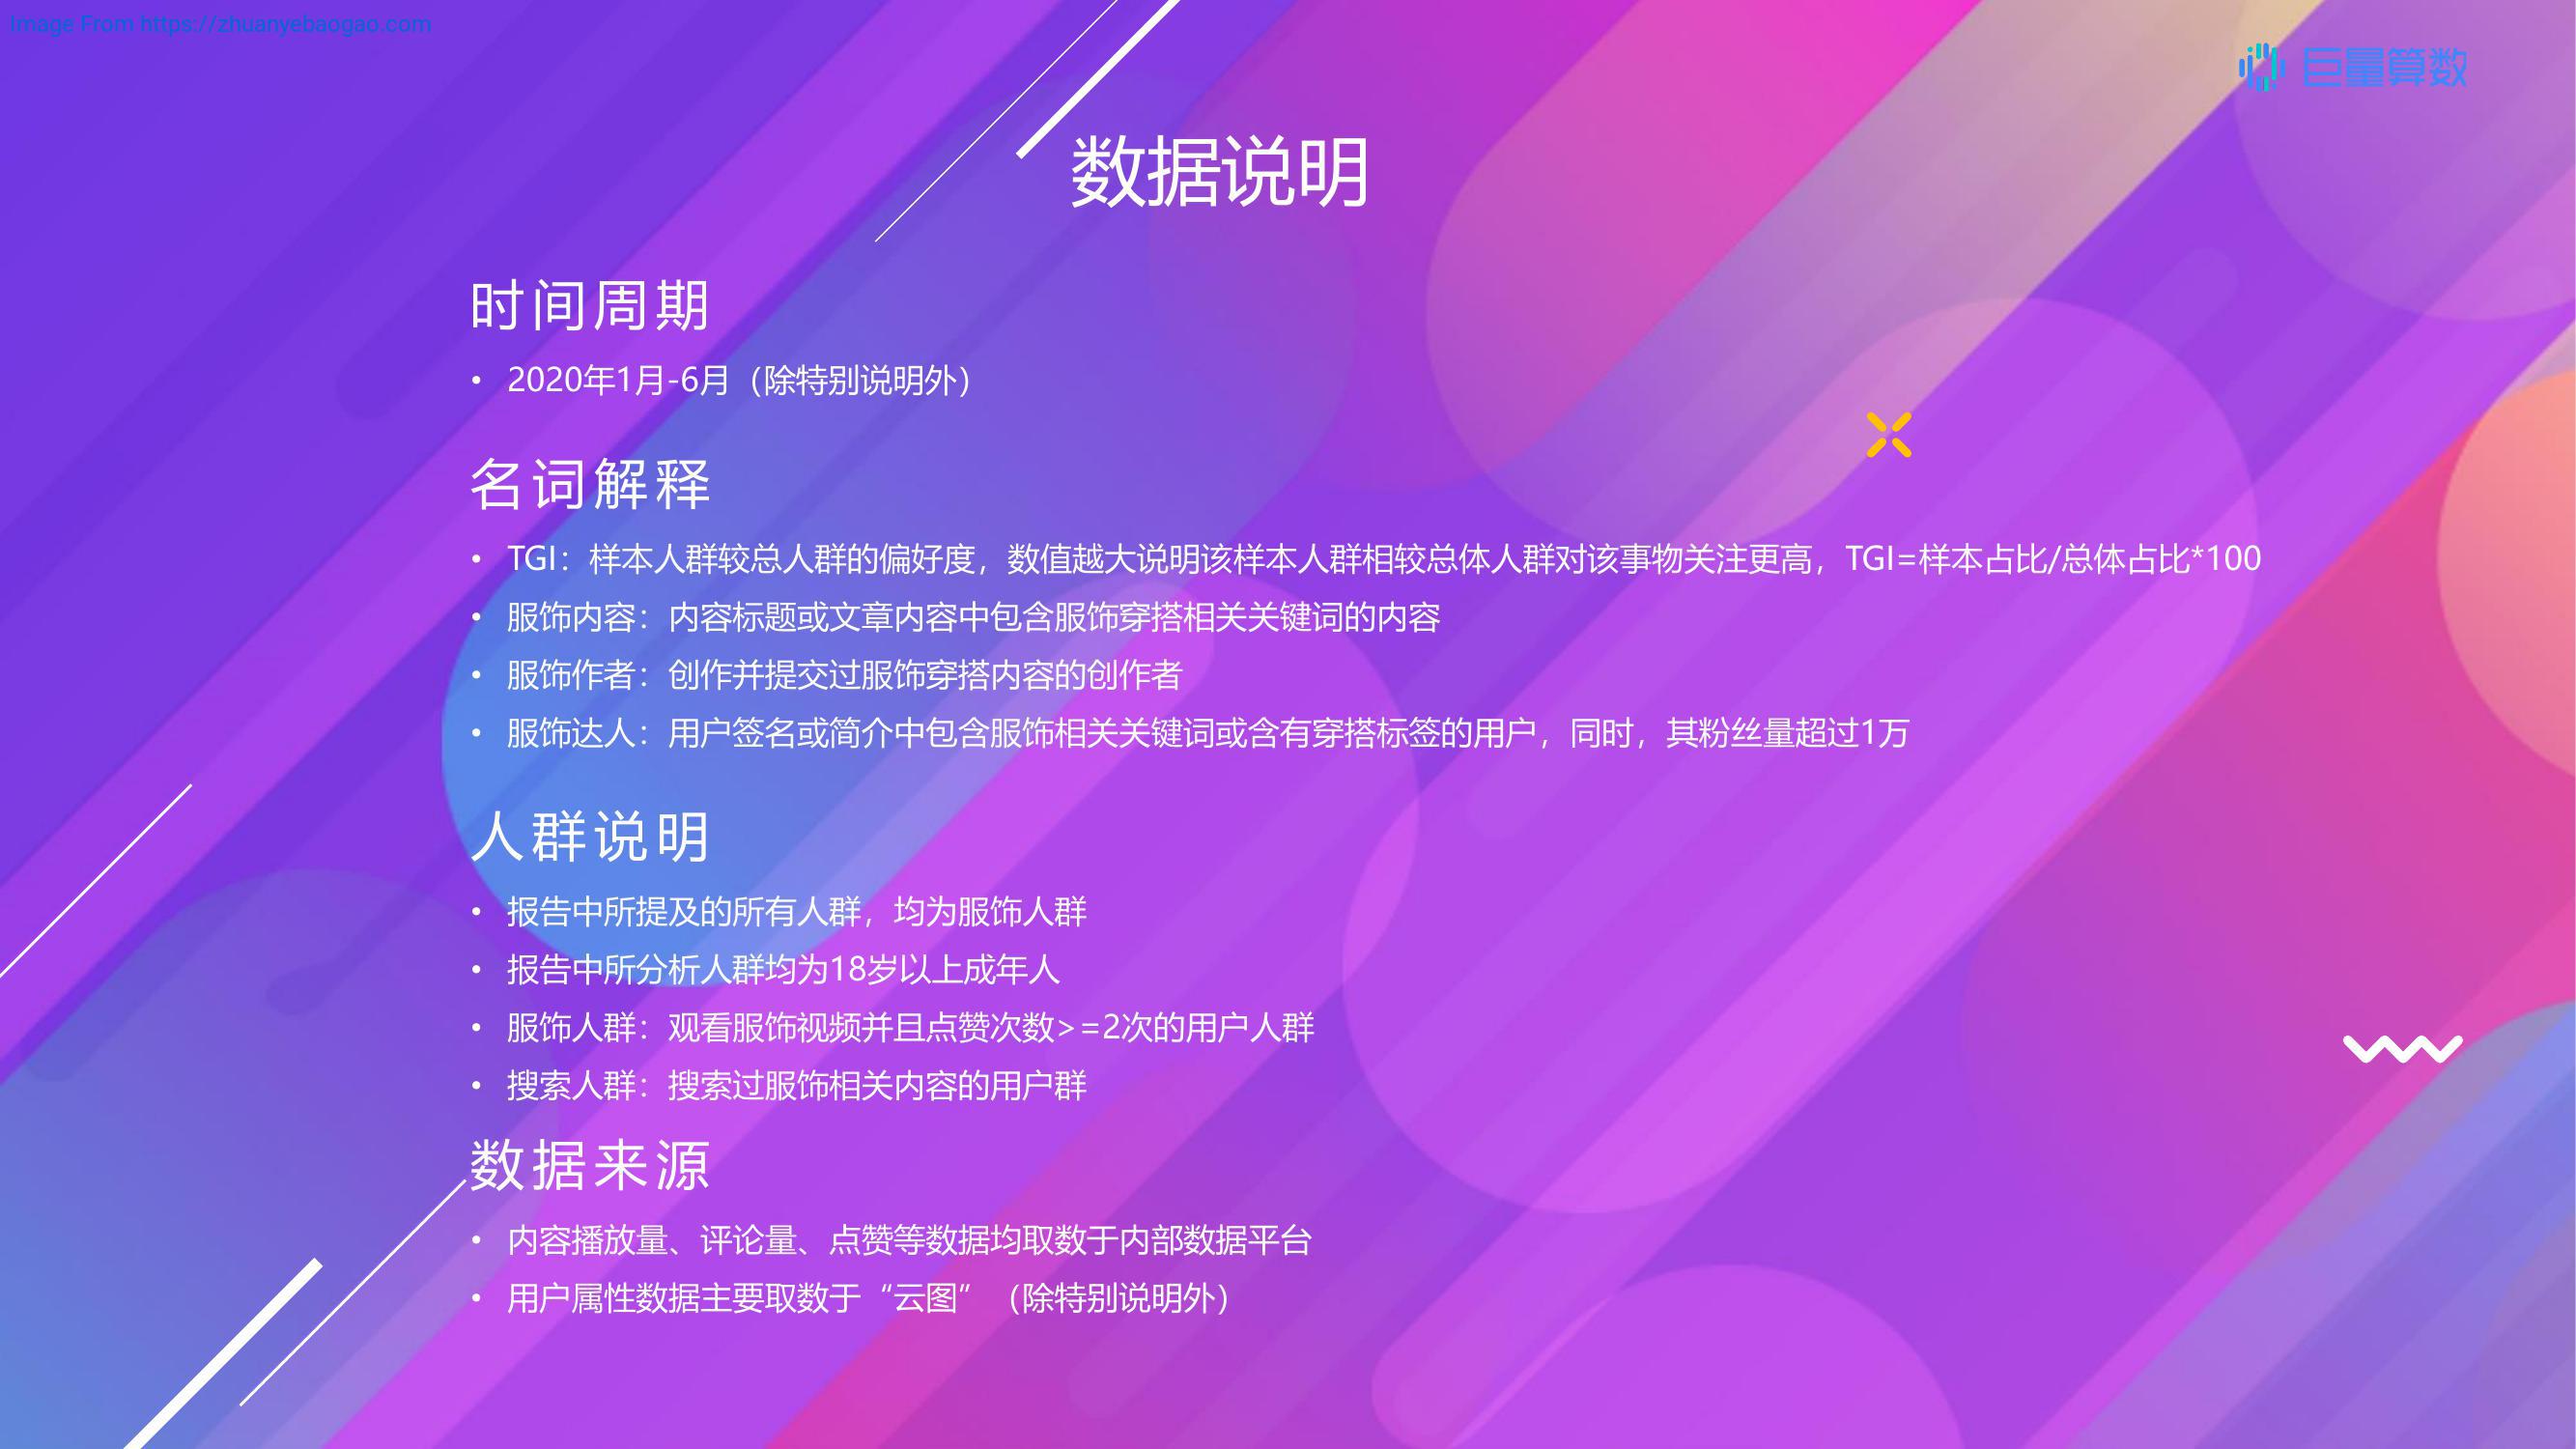 Image From https://zhuanyebaogao.com
巨量算数
数据说明
时间周期
• 2020年1月-6月（除特别说明外）
名词解释
• TGI：样本人群较总人群的偏好度，数值越大说明该样本人群相较总体人群对该事物关注更高，TGI=样本占比/总体占比*100
• 服饰内容：内容标题或文章内容中包含服饰穿搭相关关键词的内容
• 服饰作者：创作并提交过服饰穿搭内容的创作者
• 服饰达人：用户签名或简介中包含服饰相关关键词或含有穿搭标签的用户，同时，其粉丝量超过1万
人群说明
• 报告中所提及的所有人群，均为服饰人群
• 报告中所分析人群均为18岁以上成年人
• 服饰人群：观看服饰视频并且点赞次数>=2次的用户人群
• 搜索人群：搜索过服饰相关内容的用户群
数据来源
• 内容播放量、评论量、点赞等数据均取数于内部数据平台
• 用户属性数据主要取数于“云图”（除特别说明外）